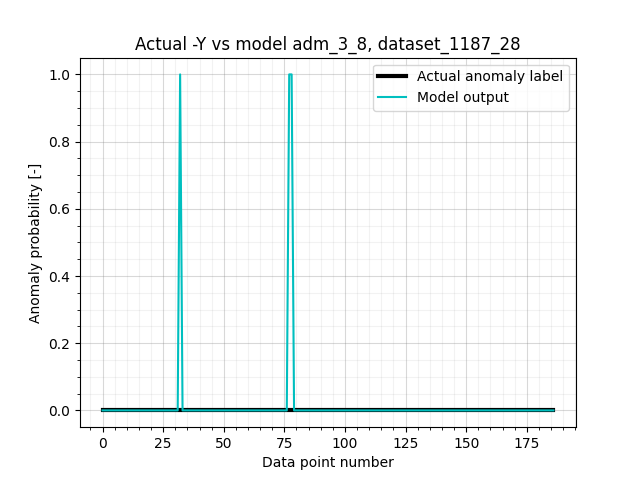 Actual -Y vs model adm_3_8, dataset_1187_28
Actual anomaly label
Model output
Anomaly probability [-]
1.0
0.8
0.6
0.4
0.2
0.0
0 25 50 75 100 125 150 175
Data point number